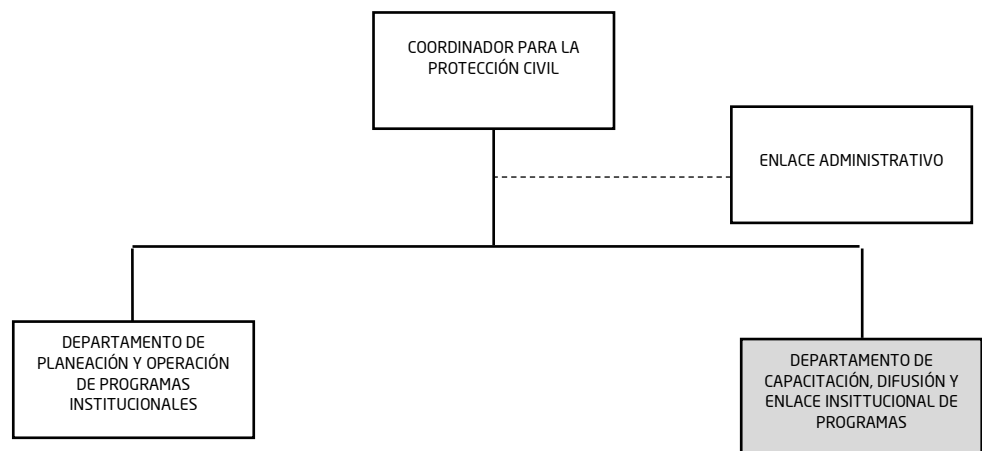 COORDINADOR PARA LA
PROTECCIÓN CIVIL
ENLACE ADMINISTRATIVO
DEPARTAMENTO DE
PLANEACIÓN Y OPERACIÓN
DE PROGRAMAS
INSTITUCIONALES
DEPARTAMENTO DE
CAPACITACIÓN, DIFUSIÓN Y
ENLACE INSITTUCIONAL DE
PROGRAMAS